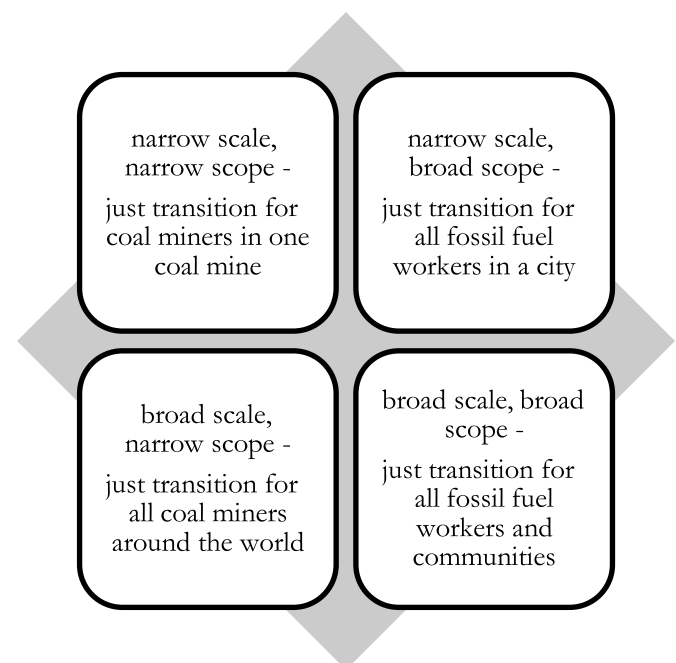 narrow scale,
narrow scope -
just transition for
coal miners in one
coal mine
narrow scale,
broad scope -
just transition for
all fossil fuel
workers in a city
broad scale,
narrow scope -
just transition for
all coal miners
around the world
broad scale, broad
scope -
just transition for
all fossil fuel
workers and
communities